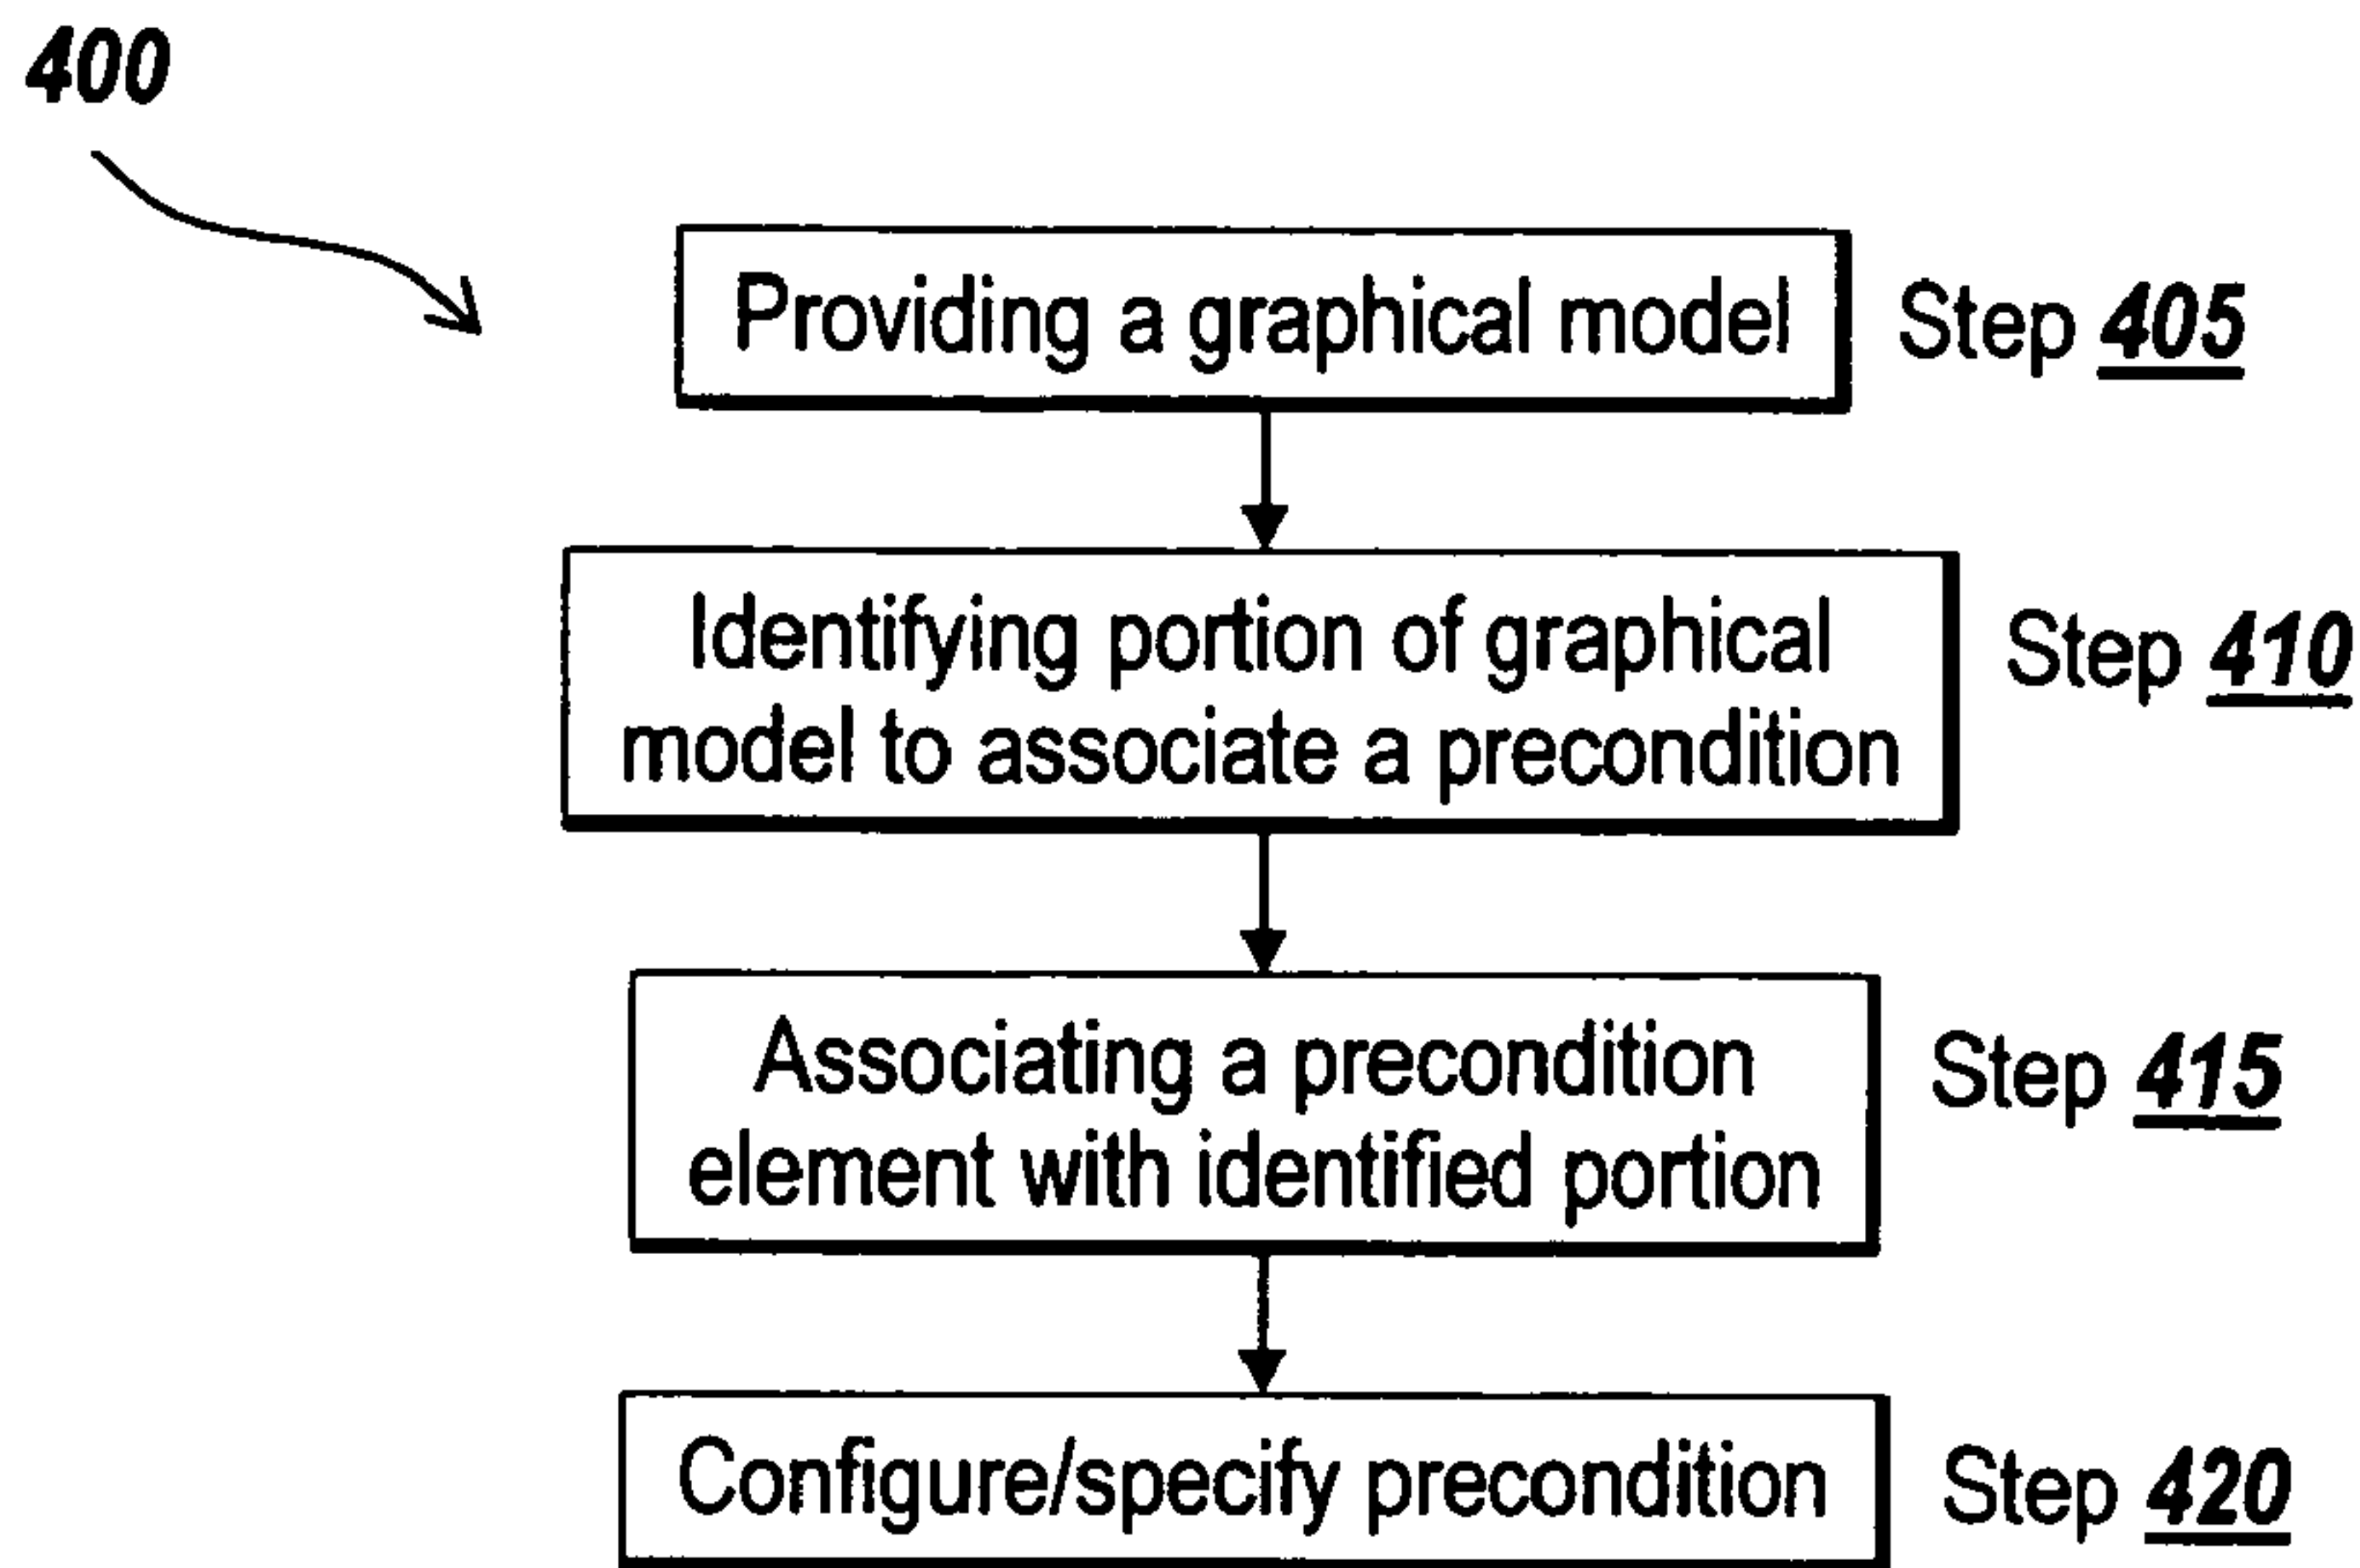 400
Providing a graphical model
Step 405
Identifying portion of graphical
model to associate a precondition
Step 410
Associating a precondition
element with identified portion
Step 415
Configure/specify precondition
Step 420